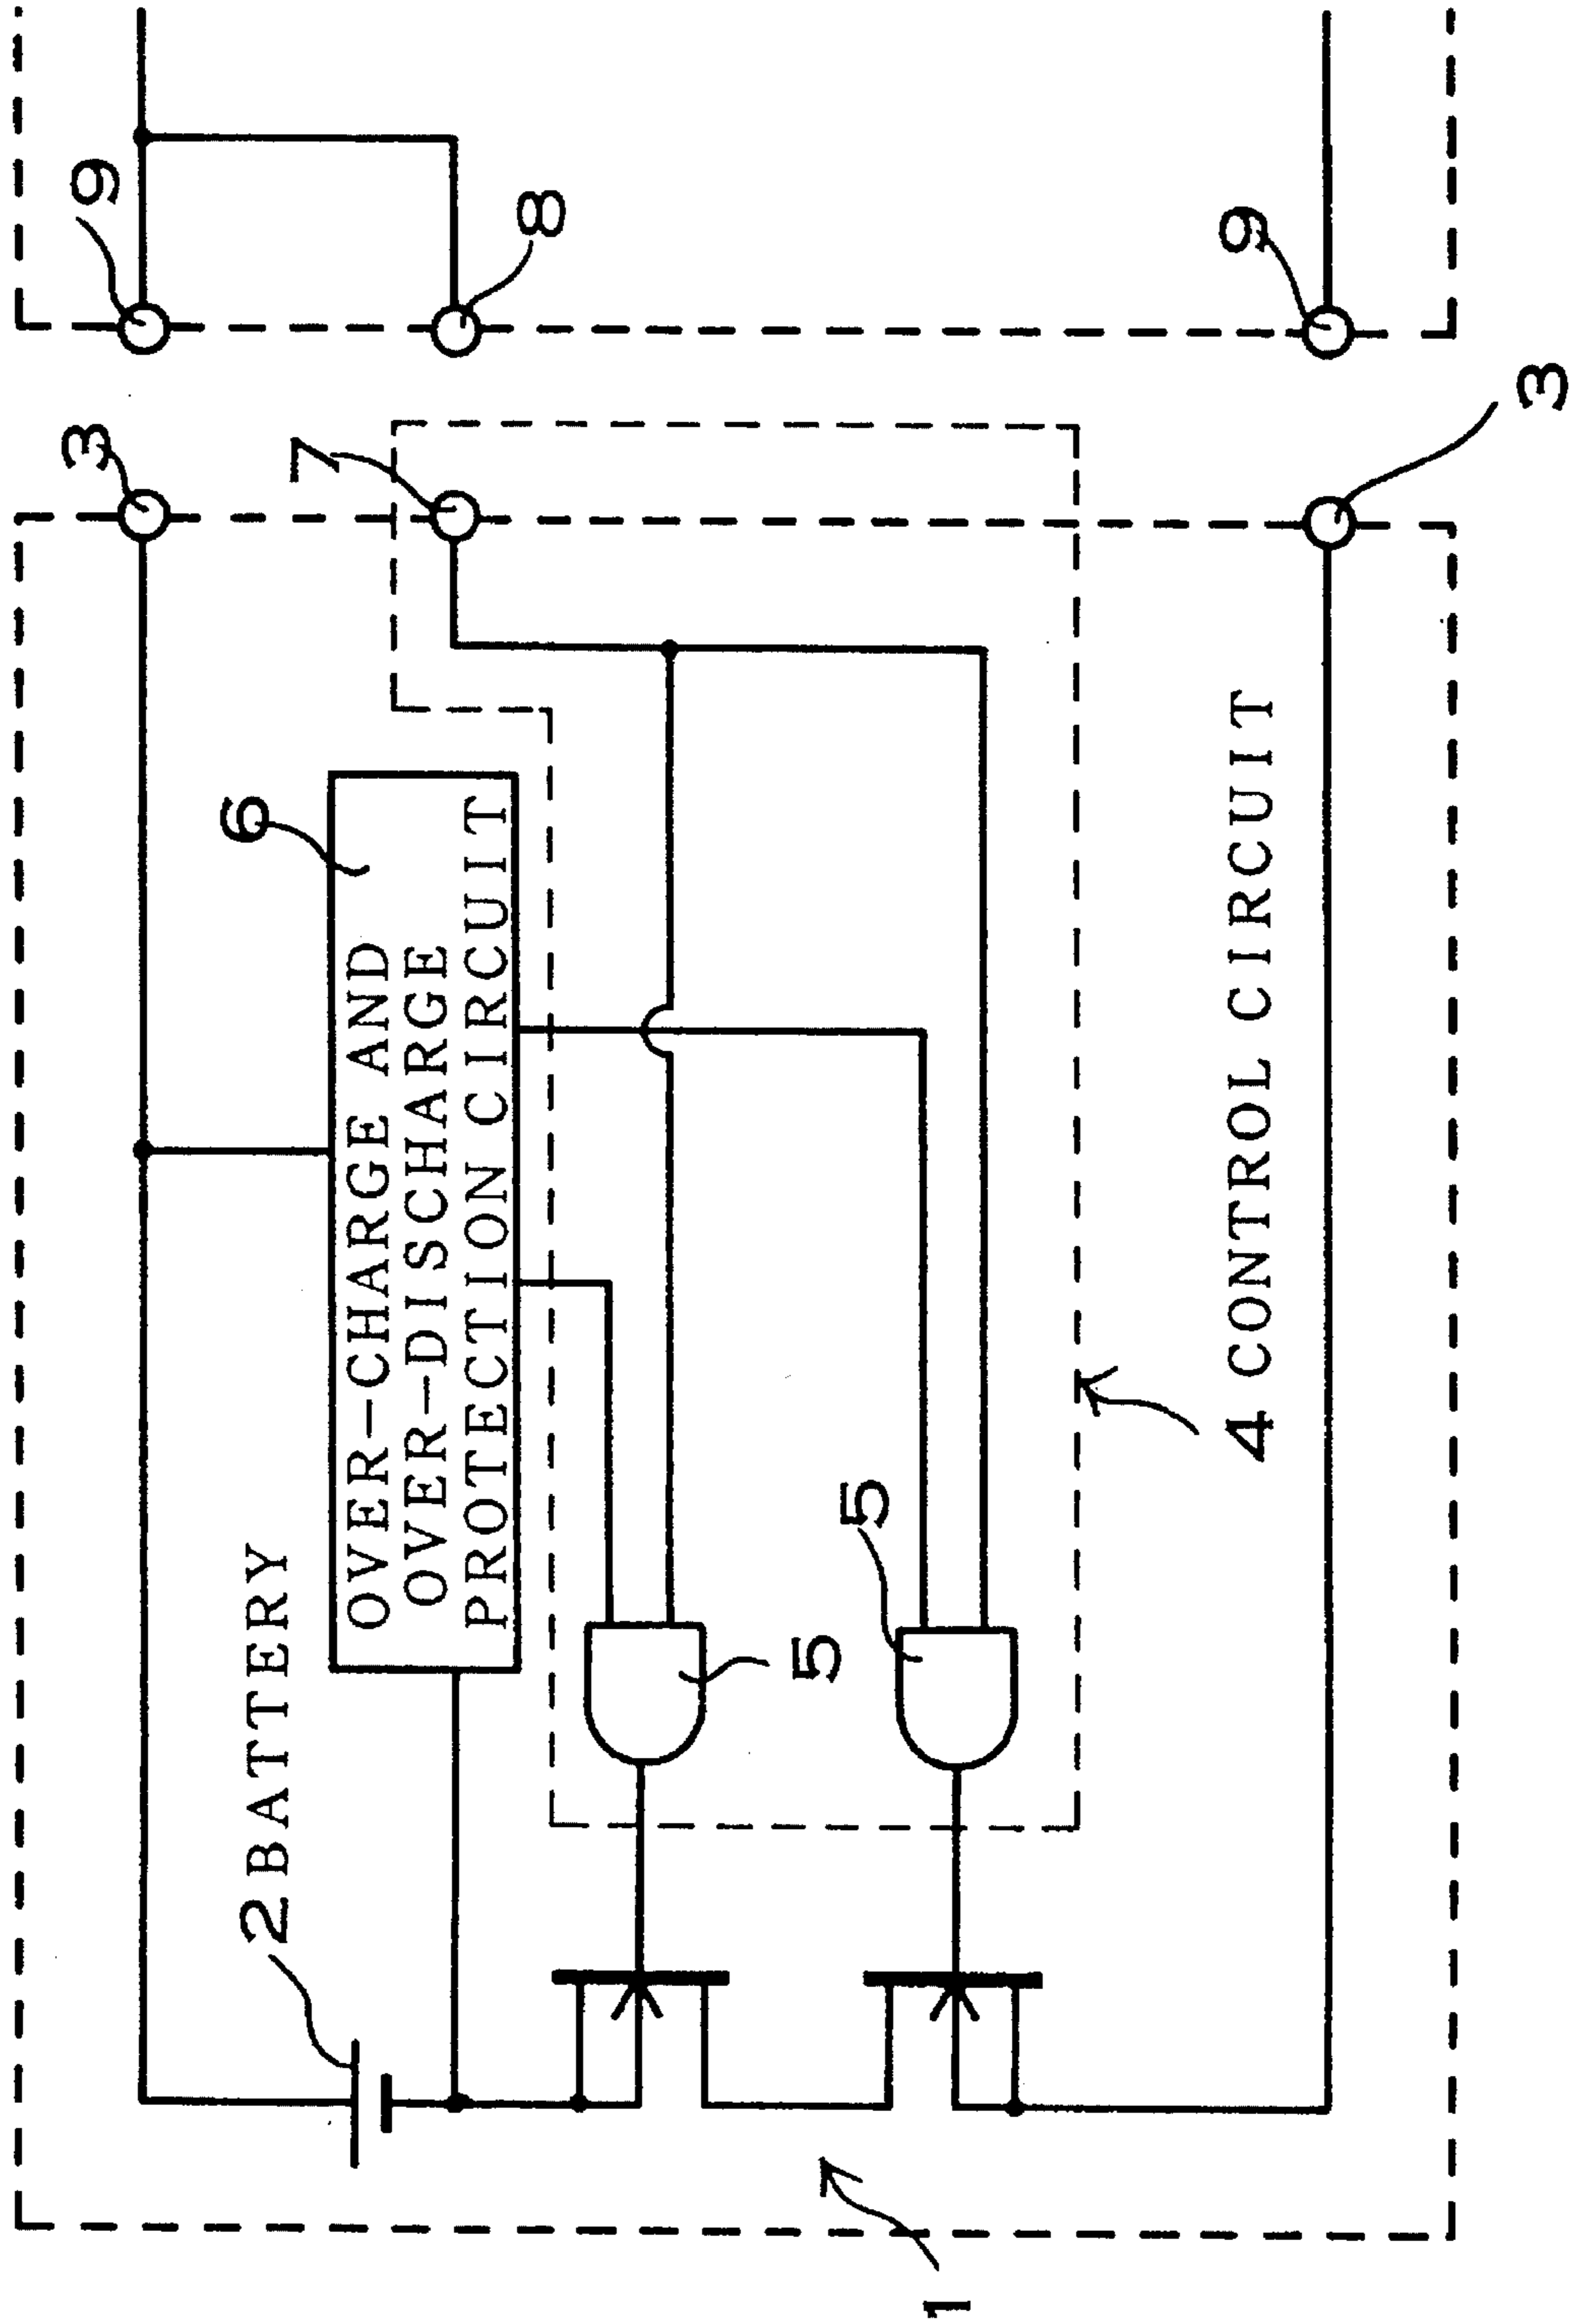 3
9
2 BATTERY
6
OVER-CHARGE AND
OVER-DISCHARGE
PROTECTION CIRCUIT
7
8
5
5
4 CONTROL CIRCUIT
9
1
3